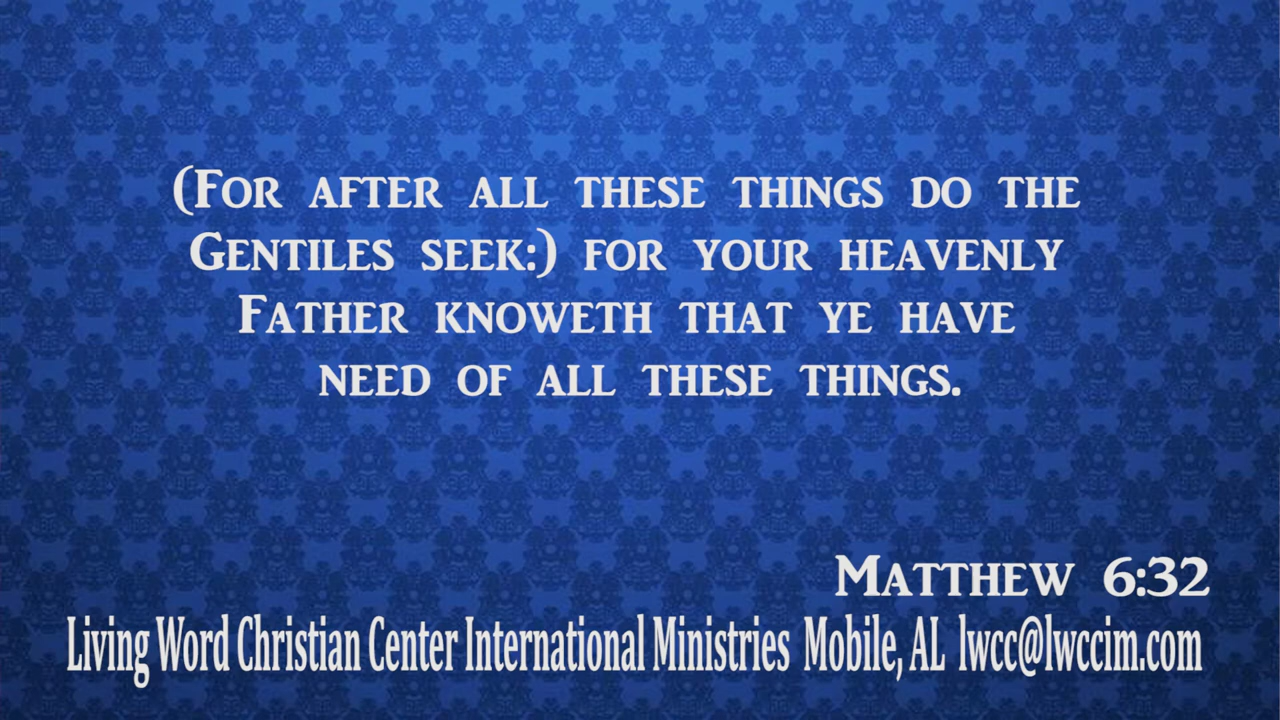 (For after all these things do the
Gentiles seek:) for your heavenly
Father knoweth that ye have
need of all these things.
Matthew 6:32
Living Word Christian Center International Ministries Mobile, AL lwcc@lwccim.com